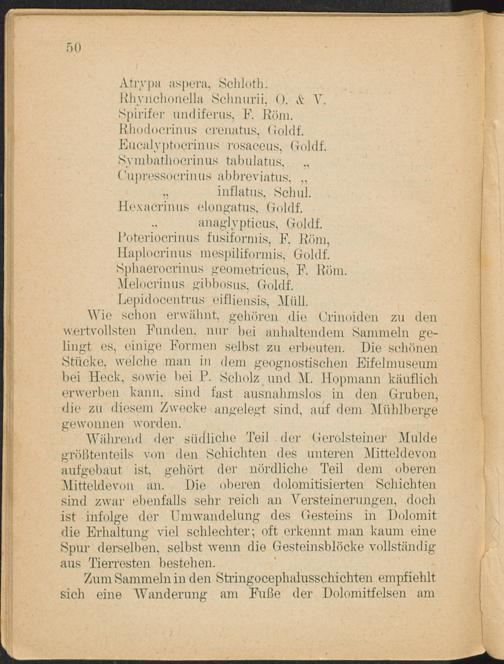 50
Atrypa aspera, Schloth.
Rhynchonella Schnurii, O. & V.
Spirifer undiferus, F. Röm.
Rhodocrinus crenatus, Goldf.
Eucalyptocrinus rosaceus, Goldf.
Symbathocrinus tabulatus, „
Cupressocrinus abbreviatus, „
„ inflatus, Schul.
Hexacrinus elongatus, Goldf.
„ anaglypticus, Goldf.
Poteriocrinus fusiformis, F. Röm,
Haplocrinus mespiliformis, Goldf.
Sphaerocrinus geometricus, F. Röm.
Melocrinus gibbosus, Goldf.
Lepidocentrus eifliensis, Müll.
Wie schon erwähnt, gehören die Crinoiden zu den
wertvollsten Funden, nur bei anhaltendem Sammeln ge-
lingt es, einige Formen selbst zu erbeuten. Die schönen
Stücke, welche man in dem geognostischen Eifelmuseum
bei Heck, sowie bei P. Scholz und M. Hopmann käuflich
erwerben kann, sind fast ausnahmslos in den Gruben,
die zu diesem Zwecke angelegt sind, auf dem Mühlberge
gewonnen worden.
Während der südliche Teil der Gerolsteiner Mulde
größtenteils von den Schichten des unteren Mitteldevon
aufgebaut ist, gehört der nördliche Teil dem oberen
Mitteldevon an. Die oberen dolomitisierten Schichten
sind zwar ebenfalls sehr reich an Versteinerungen, doch
ist infolge der Umwandelung des Gesteins in Dolomit
die Erhaltung viel schlechter; oft erkennt man kaum eine
Spur derselben, selbst wenn die Gesteinsblöcke vollständig
aus Tierresten bestehen.
Zum Sammeln in den Stringocephalusschichten empfiehlt
sich eine Wanderung am Fuße der Dolomitfelsen am